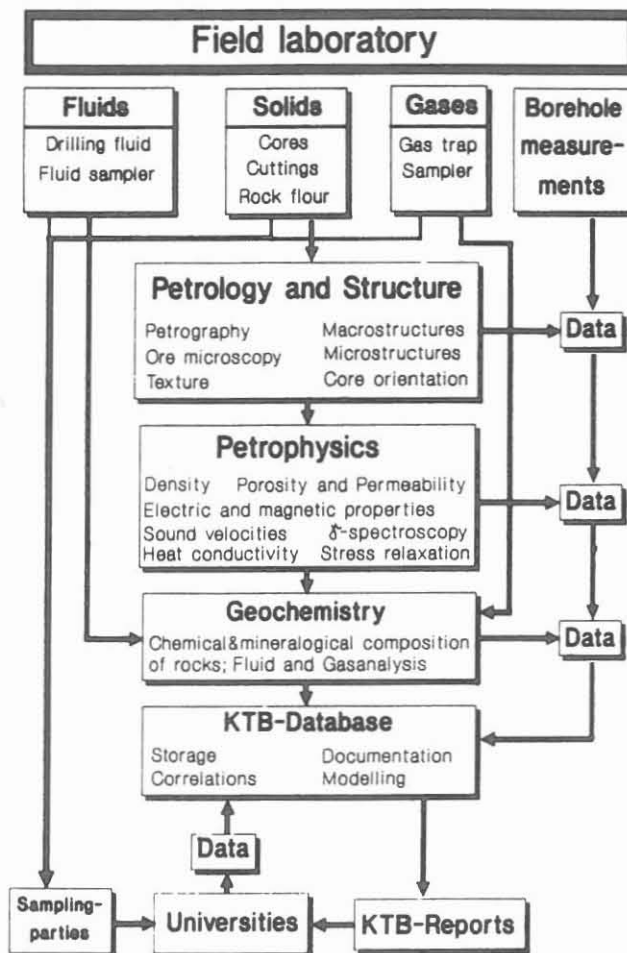 Field laboratory
Fluids
Drilling fluid
Fluid sampler
Solids
Cores
Cuttings
Rock flour
Gases
Gas trap
Sampler
Borehole
measure-
ments
Petrology and Structure
Petrography
Ore microscopy
Texture
Macrostructures
Microstructures
Core orientation
Data
Petrophysics
Density Porosity and Permeability
Electric and magnetic properties
Sound velocities γ-spectroscopy
Heat conductivity Stress relaxation
Data
Geochemistry
Chemical&mineralogical composition
of rocks; Fluid and Gasanalysis
Data
KTB-Database
Storage Documentation
Correlations Modelling
Data
Sampling-
parties
Universities
KTB-Reports